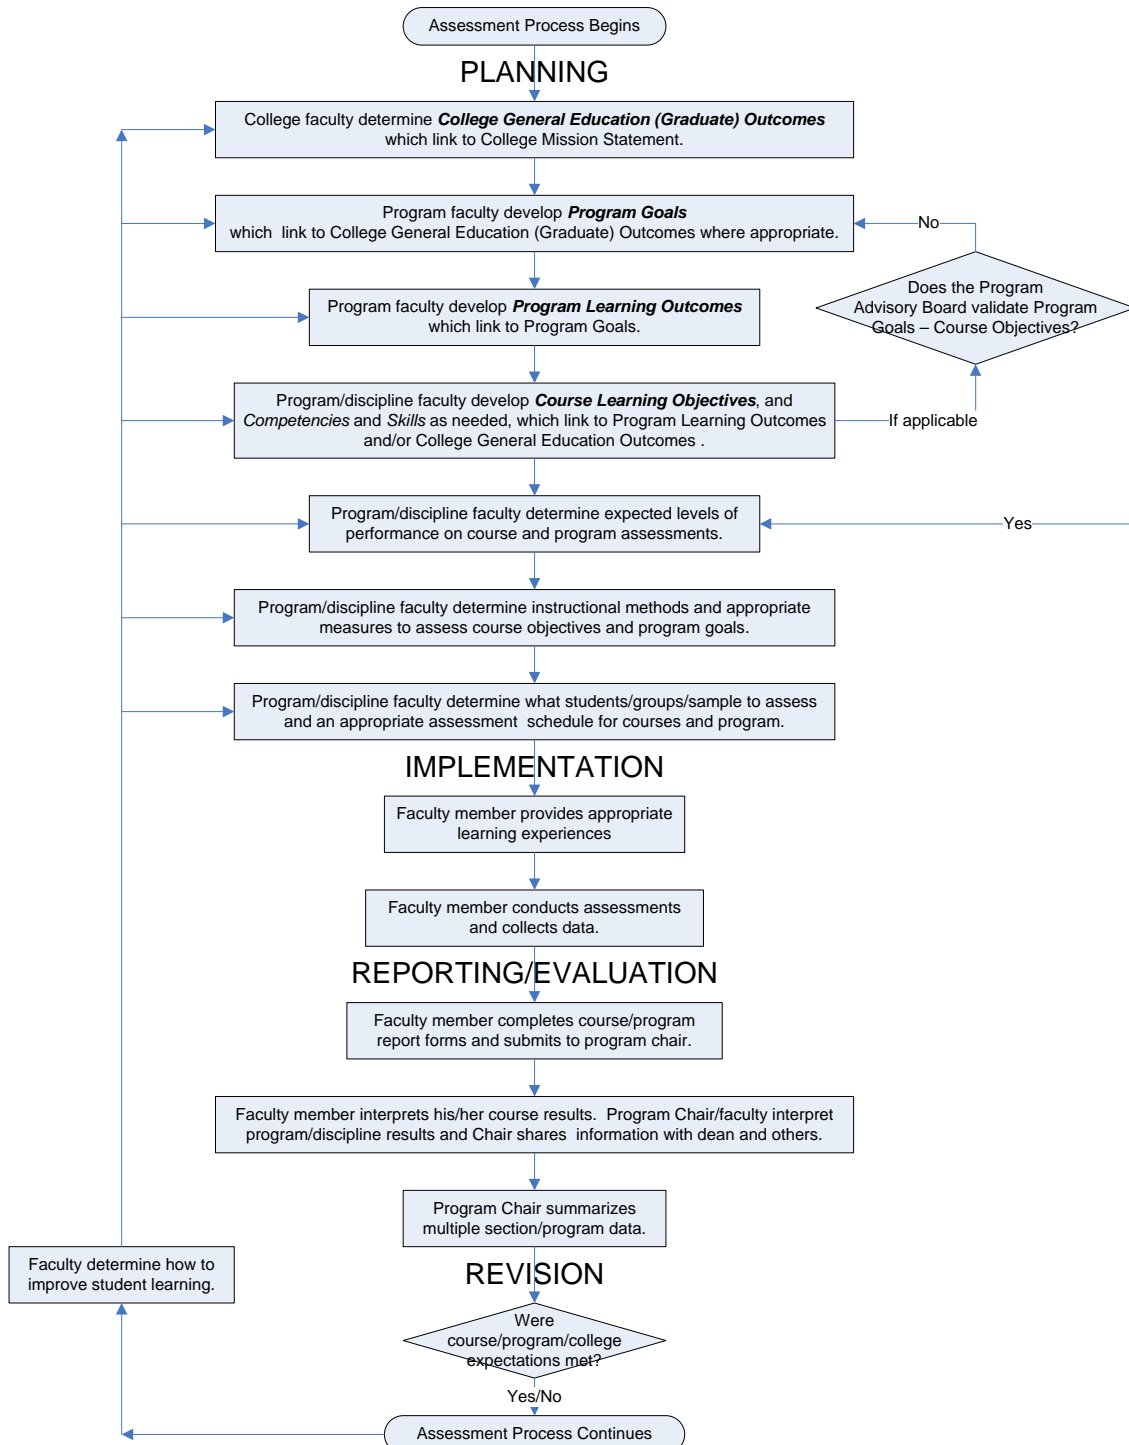 Assessment Process Begins
PLANNING
College faculty determine College General Education (Graduate) Outcomes
which link to College Mission Statement.
Program faculty develop Program Goals
which link to College General Education (Graduate) Outcomes where appropriate.
No
Does the Program
Advisory Board validate Program
Goals – Course Objectives?
Program faculty develop Program Learning Outcomes
which link to Program Goals.
Program/discipline faculty develop Course Learning Objectives, and
Competencies and Skills as needed, which link to Program Learning Outcomes
and/or College General Education Outcomes .
If applicable
Program/discipline faculty determine expected levels of
performance on course and program assessments.
Yes
Program/discipline faculty determine instructional methods and appropriate
measures to assess course objectives and program goals.
Program/discipline faculty determine what students/groups/sample to assess
and an appropriate assessment schedule for courses and program.
IMPLEMENTATION
Faculty member provides appropriate
learning experiences
Faculty member conducts assessments
and collects data.
REPORTING/EVALUATION
Faculty member completes course/program
report forms and submits to program chair.
Faculty member interprets his/her course results. Program Chair/faculty interpret
program/discipline results and Chair shares information with dean and others.
Program Chair summarizes
multiple section/program data.
Faculty determine how to
improve student learning.
REVISION
Were
course/program/college
expectations met?
Yes/No
Assessment Process Continues